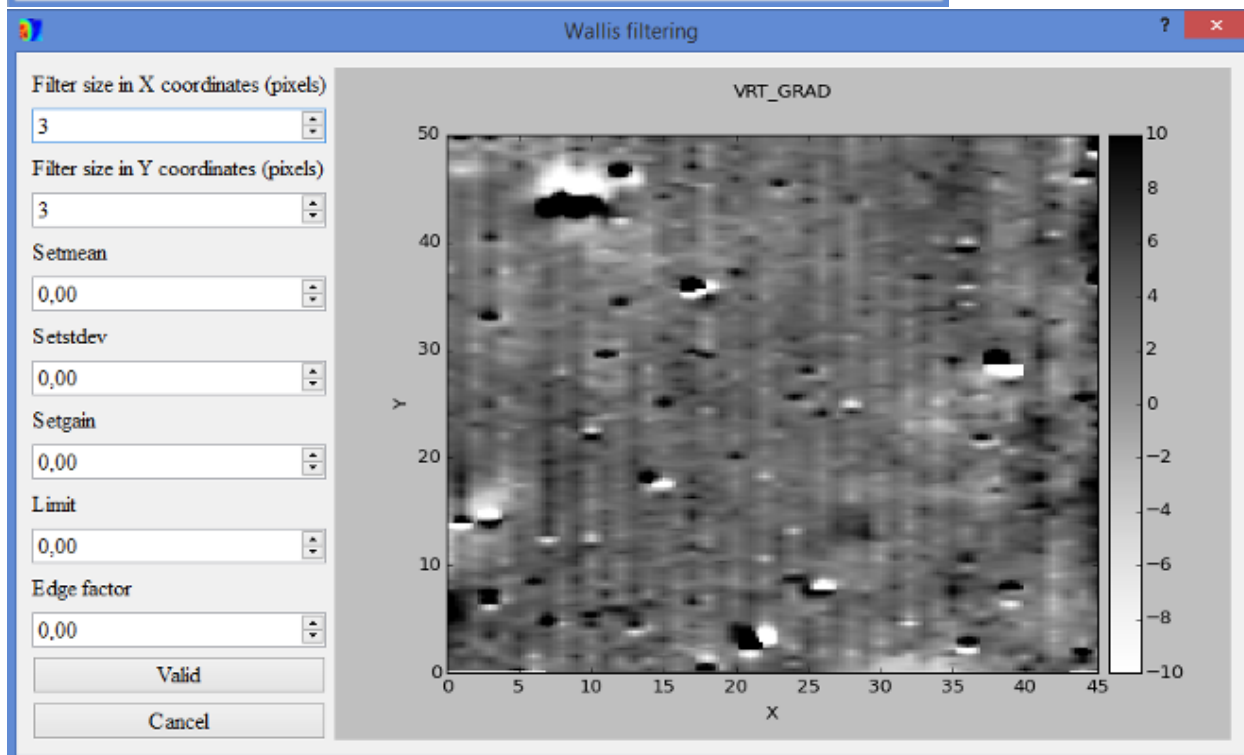 Wallis filtering
?
×
Filter size in X coordinates (pixels)
3
Filter size in Y coordinates (pixels)
3
Setmean
0,00
Setstdev
0,00
Setgain
0,00
Limit
0,00
Edge factor
0,00
Valid
Cancel
VRT_GRAD
50
40
30
20
10
0
Y
0 5 10 15 20 25 30 35 40 45
X
10
8
6
4
2
0
−2
−4
−6
−8
−10